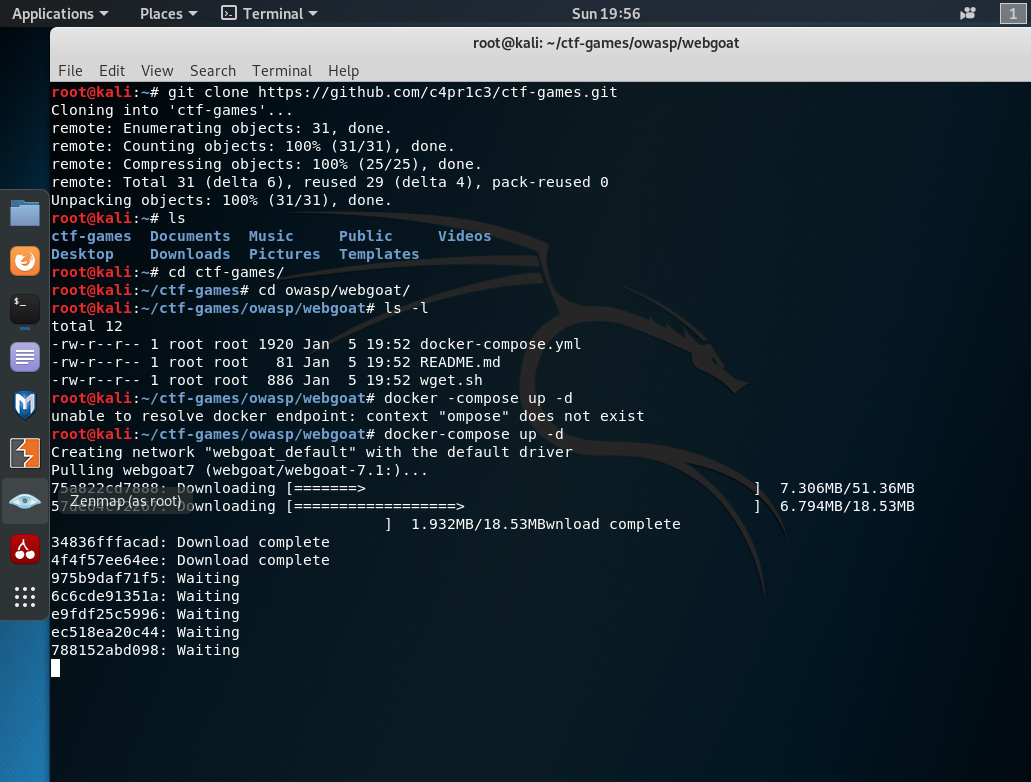 Applications Places Terminal Sun 19:56 1
root@kali: ~/ctf-games/owasp/webgoat
File Edit View Search Terminal Help
root@kali:~# git clone https://github.com/c4pr1c3/ctf-games.git
Cloning into 'ctf-games'...
remote: Enumerating objects: 31, done.
remote: Counting objects: 100% (31/31), done.
remote: Compressing objects: 100% (25/25), done.
remote: Total 31 (delta 6), reused 29 (delta 4), pack-reused 0
Unpacking objects: 100% (31/31), done.
root@kali:~# ls
ctf-games  Documents  Music     Public     Videos
Desktop    Downloads  Pictures  Templates
root@kali:~# cd ctf-games/
root@kali:~/ctf-games# cd owasp/webgoat/
root@kali:~/ctf-games/owasp/webgoat# ls -l
total 12
-rw-r--r-- 1 root root 1920 Jan  5 19:52 docker-compose.yml
-rw-r--r-- 1 root root   81 Jan  5 19:52 README.md
-rw-r--r-- 1 root root  886 Jan  5 19:52 wget.sh
root@kali:~/ctf-games/owasp/webgoat# docker -compose up -d
unable to resolve docker endpoint: context "ompose" does not exist
root@kali:~/ctf-games/owasp/webgoat# docker-compose up -d
Creating network "webgoat_default" with the default driver
Pulling webgoat7 (webgoat/webgoat-7.1:)...
75a822cd7888: Downloading [=======>                                           ]  7.306MB/51.36MB
Zenmap (as root)
Downloading [==================>                                ]  6.794MB/18.53MB
]  1.932MB/18.53MBwnload complete
34836fffacad: Download complete
4f4f57ee64ee: Download complete
975b9daf71f5: Waiting
6c6cde91351a: Waiting
e9fdf25c5996: Waiting
ec518ea20c44: Waiting
788152abd098: Waiting